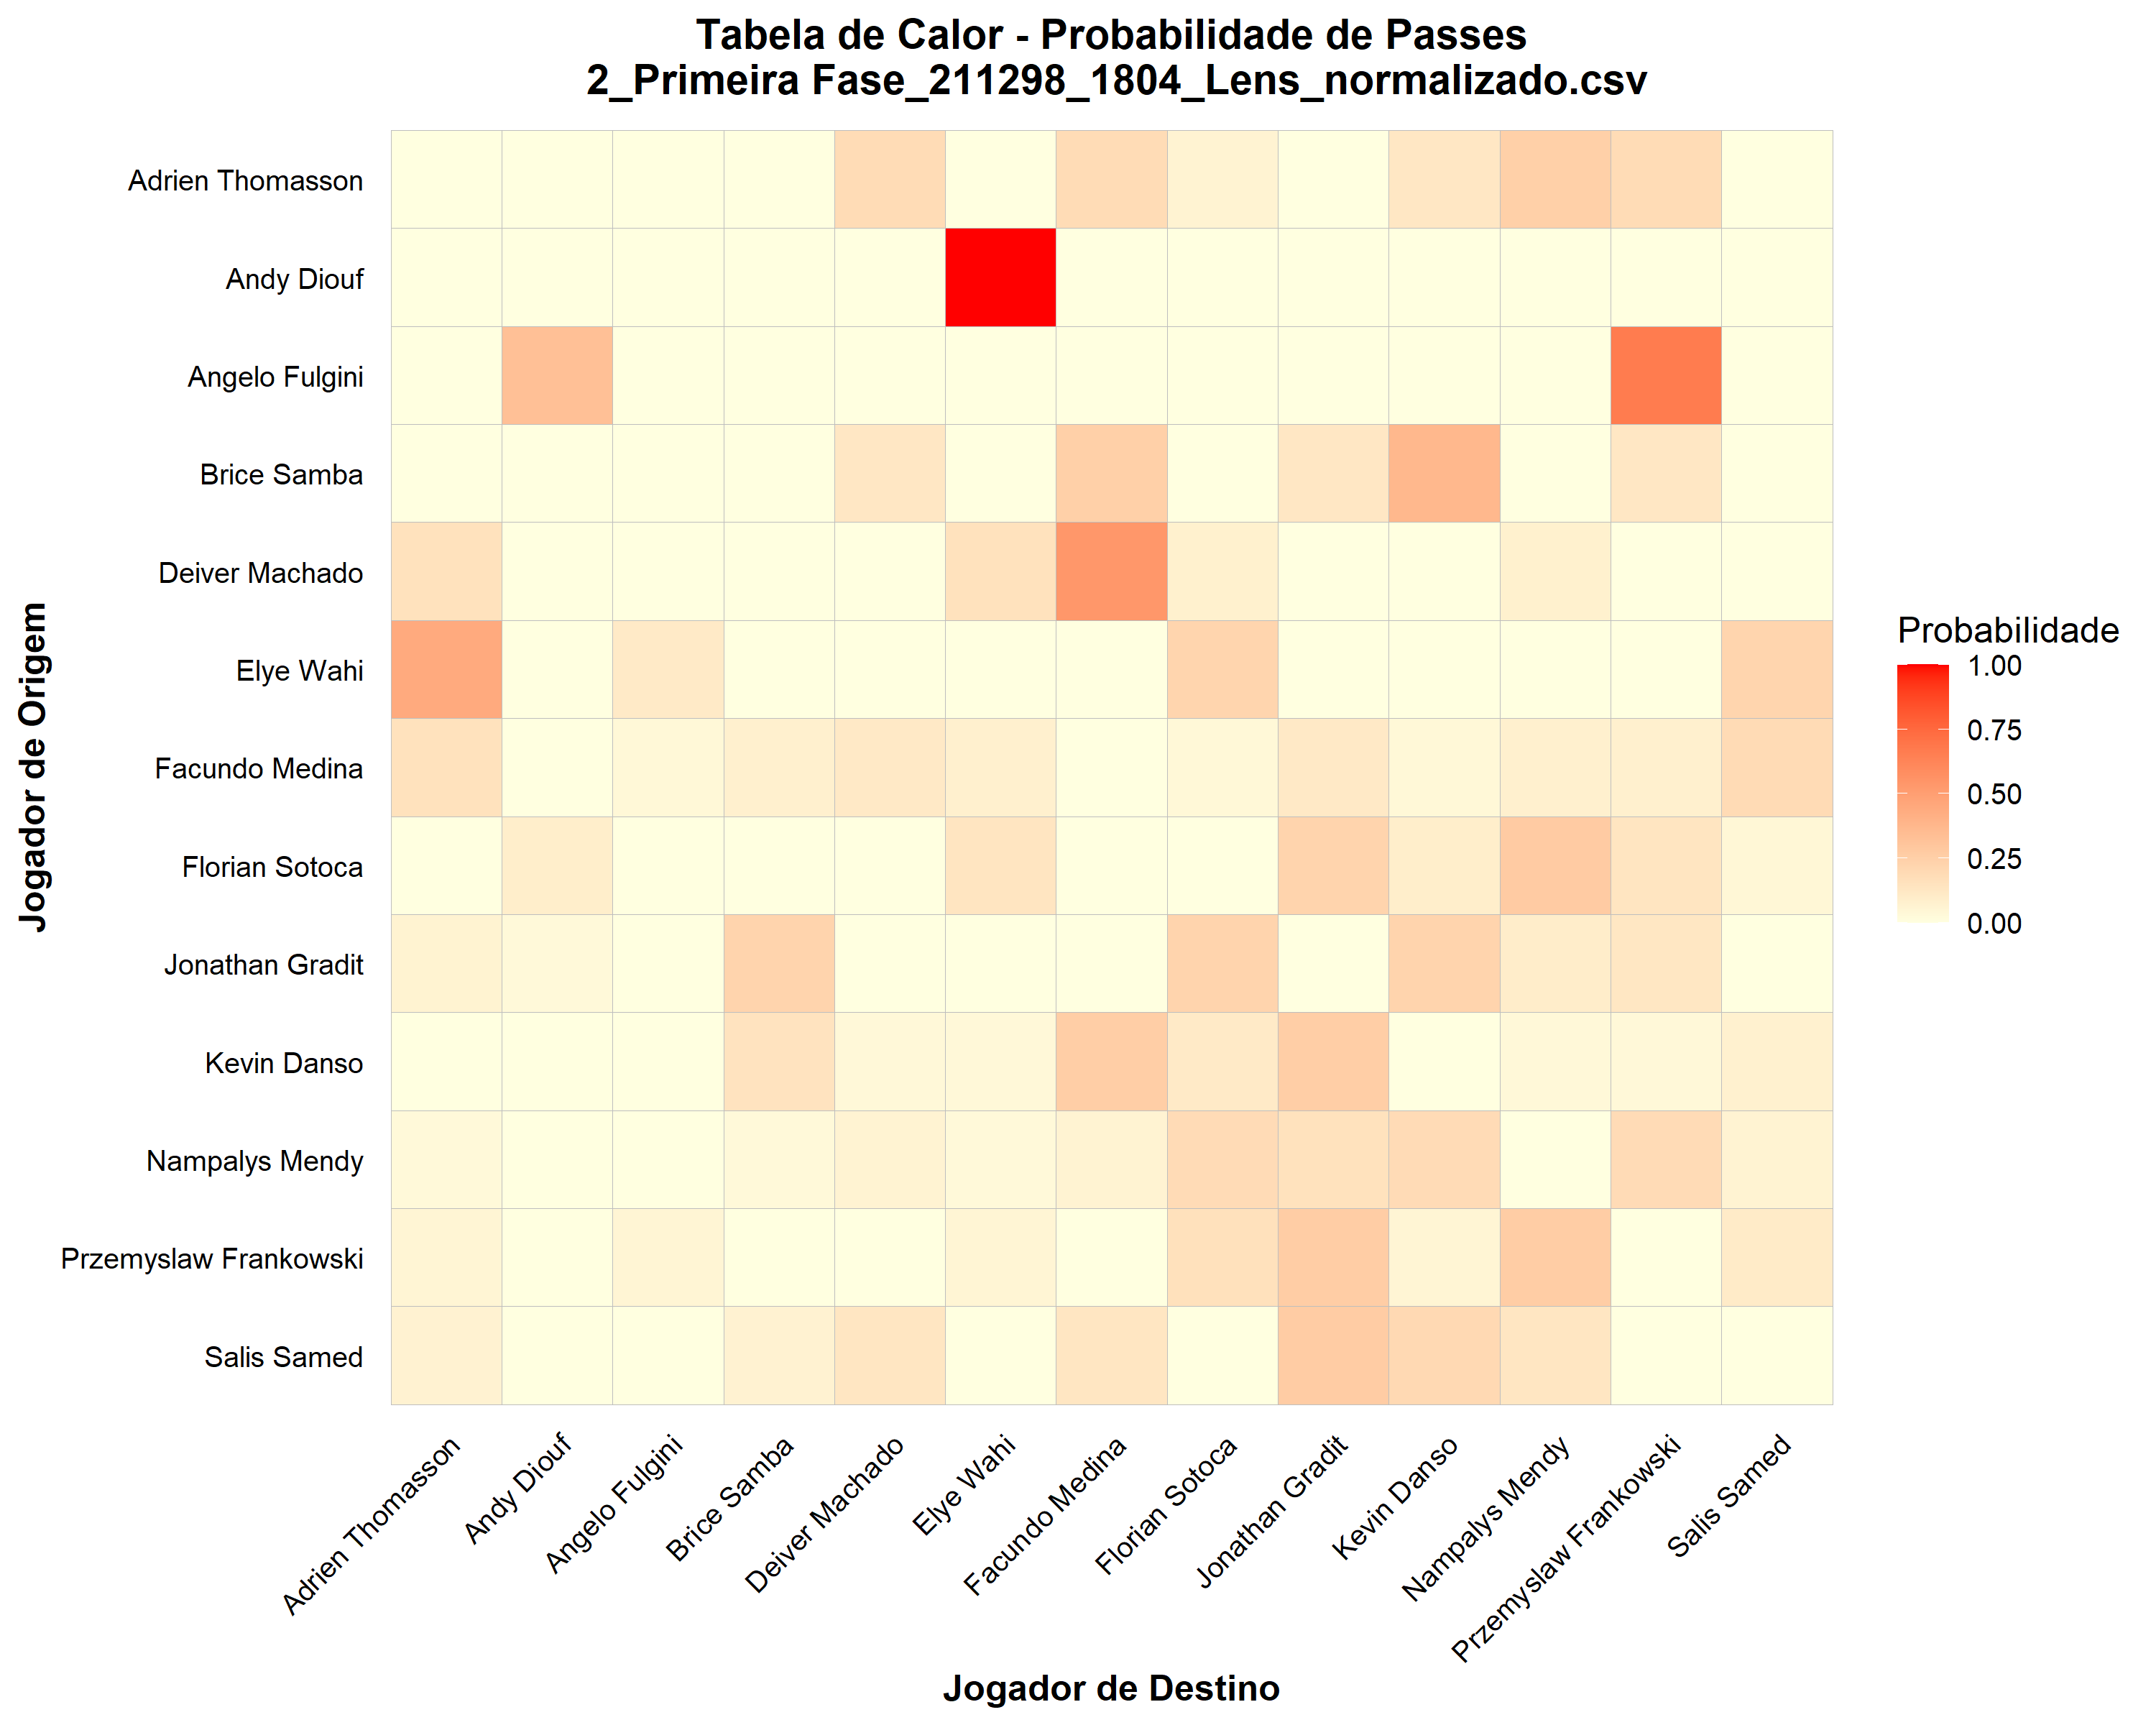 Tabela de Calor - Probabilidade de Passes
2_Primeira Fase_211298_1804_Lens_normalizado.csv
Jogador de Origem
Adrien Thomasson
Andy Diouf
Angelo Fulgini
Brice Samba
Deiver Machado
Elye Wahi
Facundo Medina
Florian Sotoca
Jonathan Gradit
Kevin Danso
Nampalys Mendy
Przemyslaw Frankowski
Salis Samed
Probabilidade
1.00
0.75
0.50
0.25
0.00
Adrien Thomasson
Andy Diouf
Angelo Fulgini
Brice Samba
Deiver Machado
Elye Wahi
Facundo Medina
Florian Sotoca
Jonathan Gradit
Kevin Danso
Nampalys Mendy
Przemyslaw Frankowski
Salis Samed
Jogador de Destino